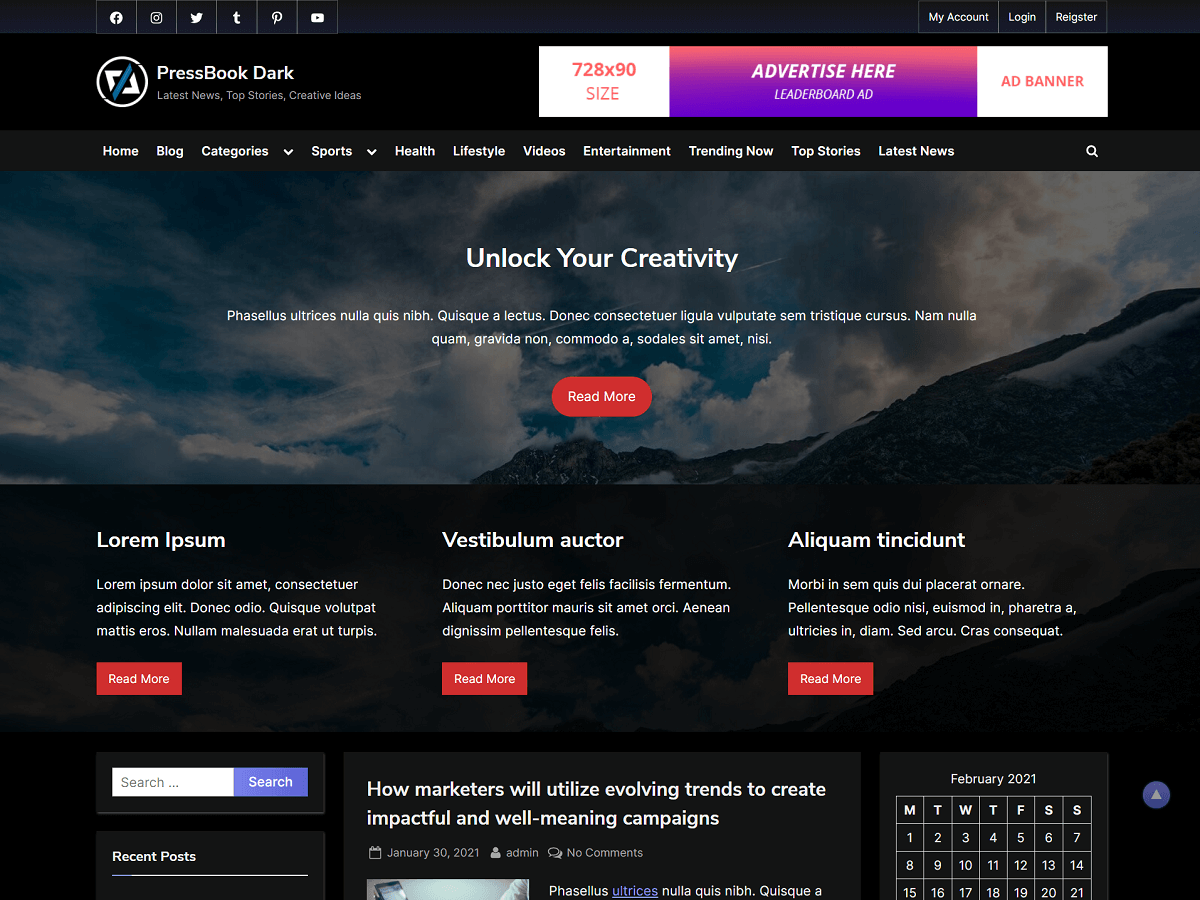 My Account Login Reigster
PressBook Dark
Latest News, Top Stories, Creative Ideas
728x90
SIZE
ADVERTISE HERE
LEADERBOARD AD
AD BANNER
Home Blog Categories Sports Health Lifestyle Videos Entertainment Trending Now Top Stories Latest News
Unlock Your Creativity
Phasellus ultrices nulla quis nibh. Quisque a lectus. Donec consectetuer ligula vulputate sem tristique cursus. Nam nulla
quam, gravida non, commodo a, sodales sit amet, nisi.
Read More
Lorem Ipsum
Lorem ipsum dolor sit amet, consectetuer
adipiscing elit. Donec odio. Quisque volutpat
mattis eros. Nullam malesuada erat ut turpis.
Read More
Vestibulum auctor
Donec nec justo eget felis facilisis fermentum.
Aliquam porttitor mauris sit amet orci. Aenean
dignissim pellentesque felis.
Read More
Aliquam tincidunt
Morbi in sem quis dui placerat ornare.
Pellentesque odio nisi, euismod in, pharetra a,
ultricies in, diam. Sed arcu. Cras consequat.
Read More
Search ... Search
Recent Posts
How marketers will utilize evolving trends to create
impactful and well-meaning campaigns
January 30, 2021 admin No Comments
Phasellus ultrices nulla quis nibh. Quisque a
February 2021
M T W T F S S
1 2 3 4 5 6 7
8 9 10 11 12 13 14
15 16 17 18 19 20 21